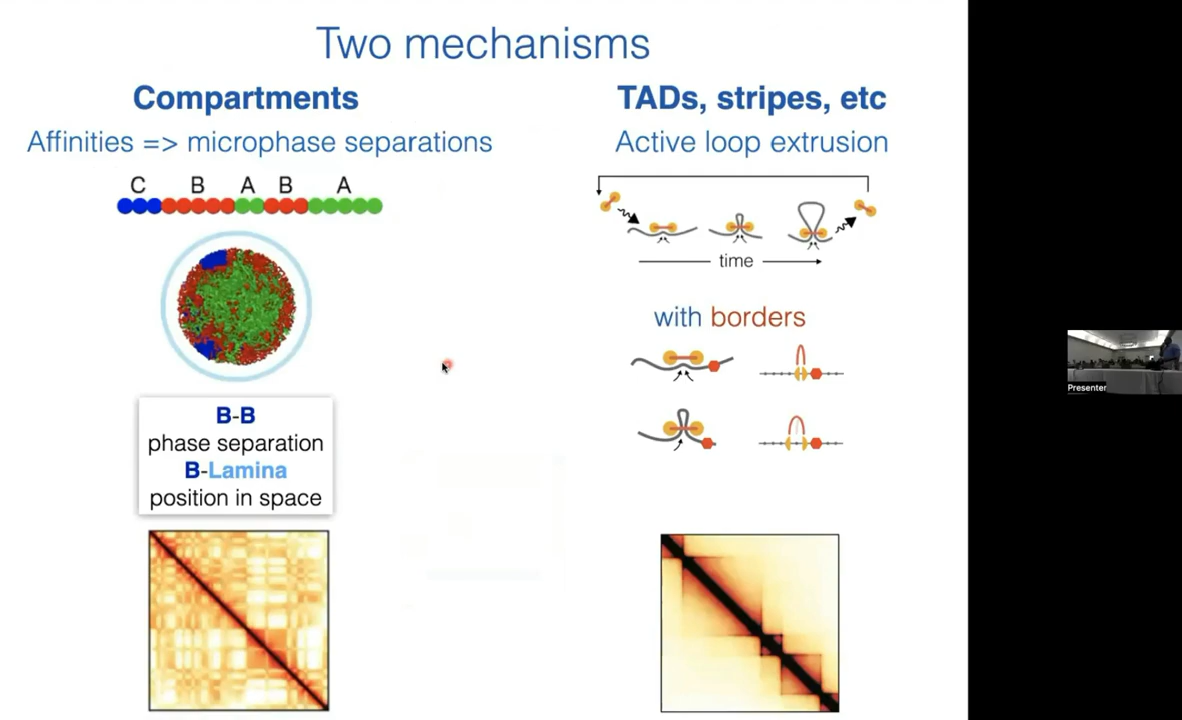 Two mechanisms
Compartments
Affinities => microphase separations
C B A B A
B-B
phase separation
B-Lamina
position in space
TADs, stripes, etc
Active loop extrusion
time
with borders
Presenter